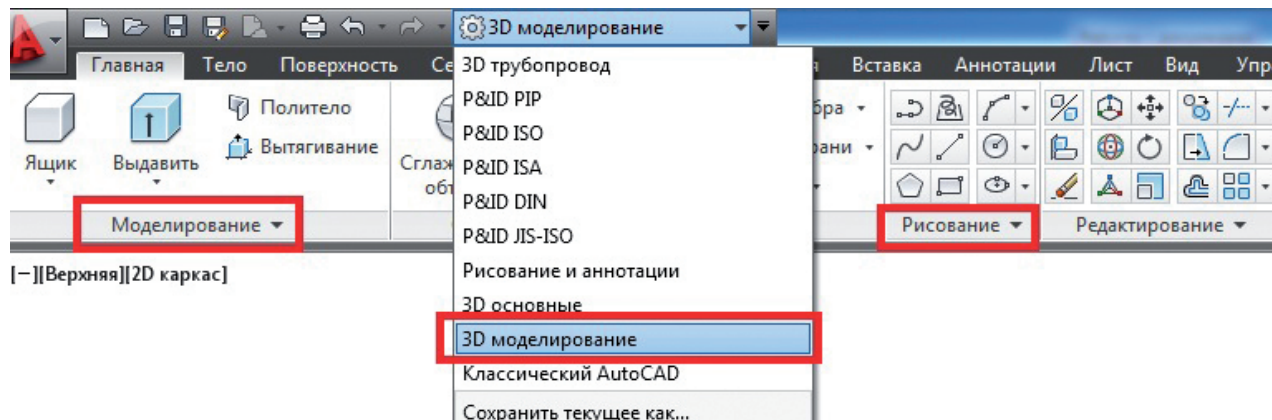 3D моделирование
Главная Тело Поверхность Вставка Аннотации Лист Вид
Ящик
Выдавить
Политело
Вытягивание
Моделирование
3D трубопровод
P&ID PIP
P&ID ISO
P&ID ISA
P&ID DIN
P&ID JIS-ISO
Рисование и аннотации
3D основные
3D моделирование
Классический AutoCAD
Сохранить текущее как...
Рисование
Редактирование
[−][Верхняя][2D каркас]